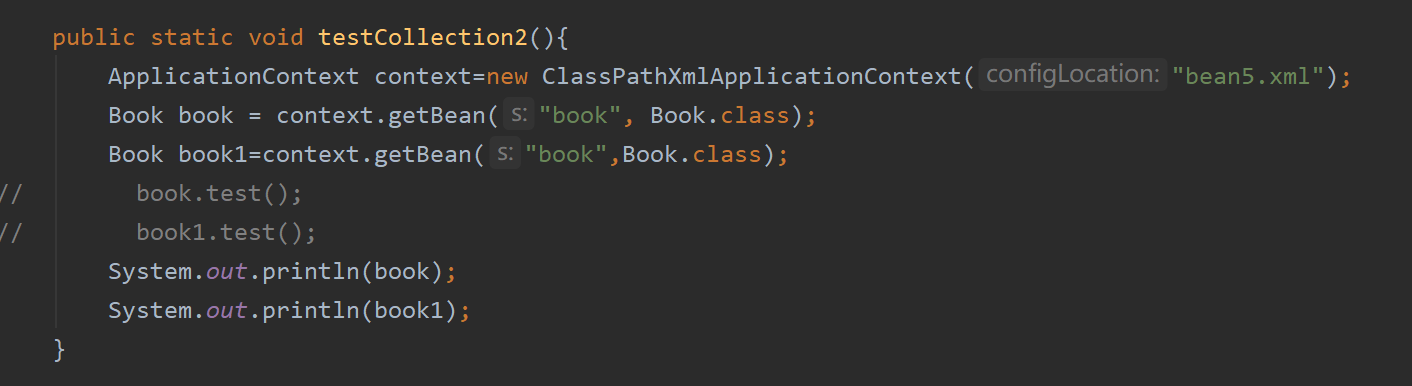 public static void testCollection2(){
ApplicationContext context=new ClassPathXmlApplicationContext( configLocation: "bean5.xml");
Book book = context.getBean( s: "book", Book.class);
Book book1=context.getBean( s: "book",Book.class);
// book.test();
// book1.test();
System.out.println(book);
System.out.println(book1);
}